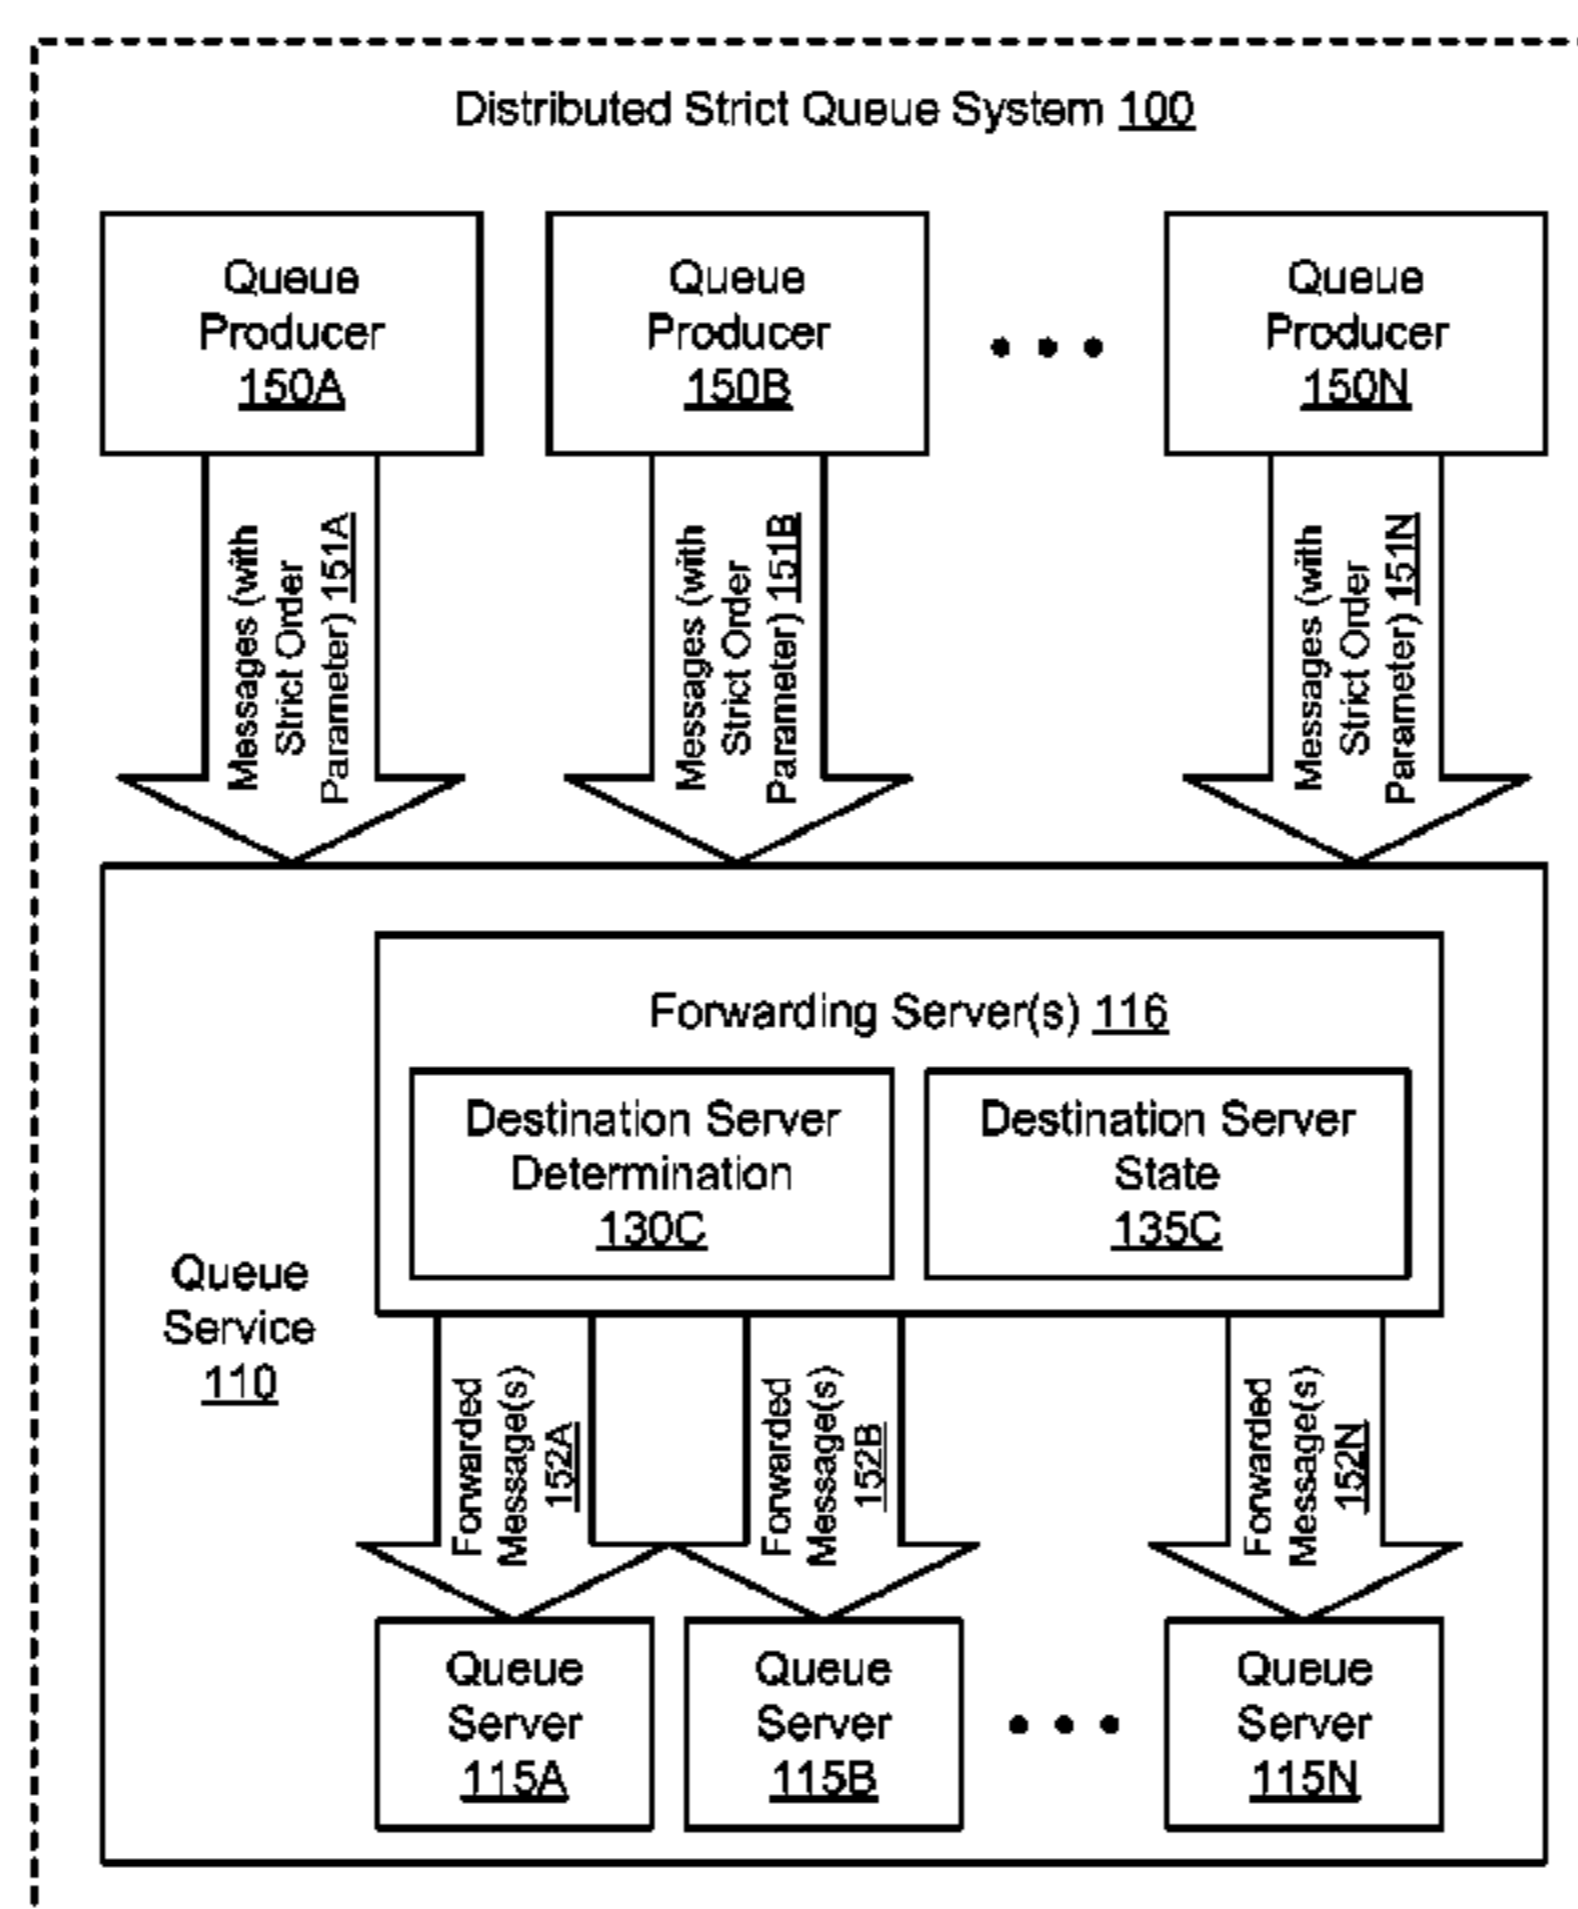 Distributed Strict Queue System 100
Queue
Producer
150A
Queue
Producer
150B
Queue
Producer
150N
Messages (with
Strict Order
Parameter) 151A
Messages (with
Strict Order
Parameter) 151B
Messages (with
Strict Order
Parameter) 151N
Forwarding Server(s) 116
Destination Server
Determination
130C
Destination Server
State
135C
Queue
Service
110
Forwarded
Message(s)
152A
Forwarded
Message(s)
152B
Forwarded
Message(s)
152N
Queue
Server
115A
Queue
Server
115B
Queue
Server
115N